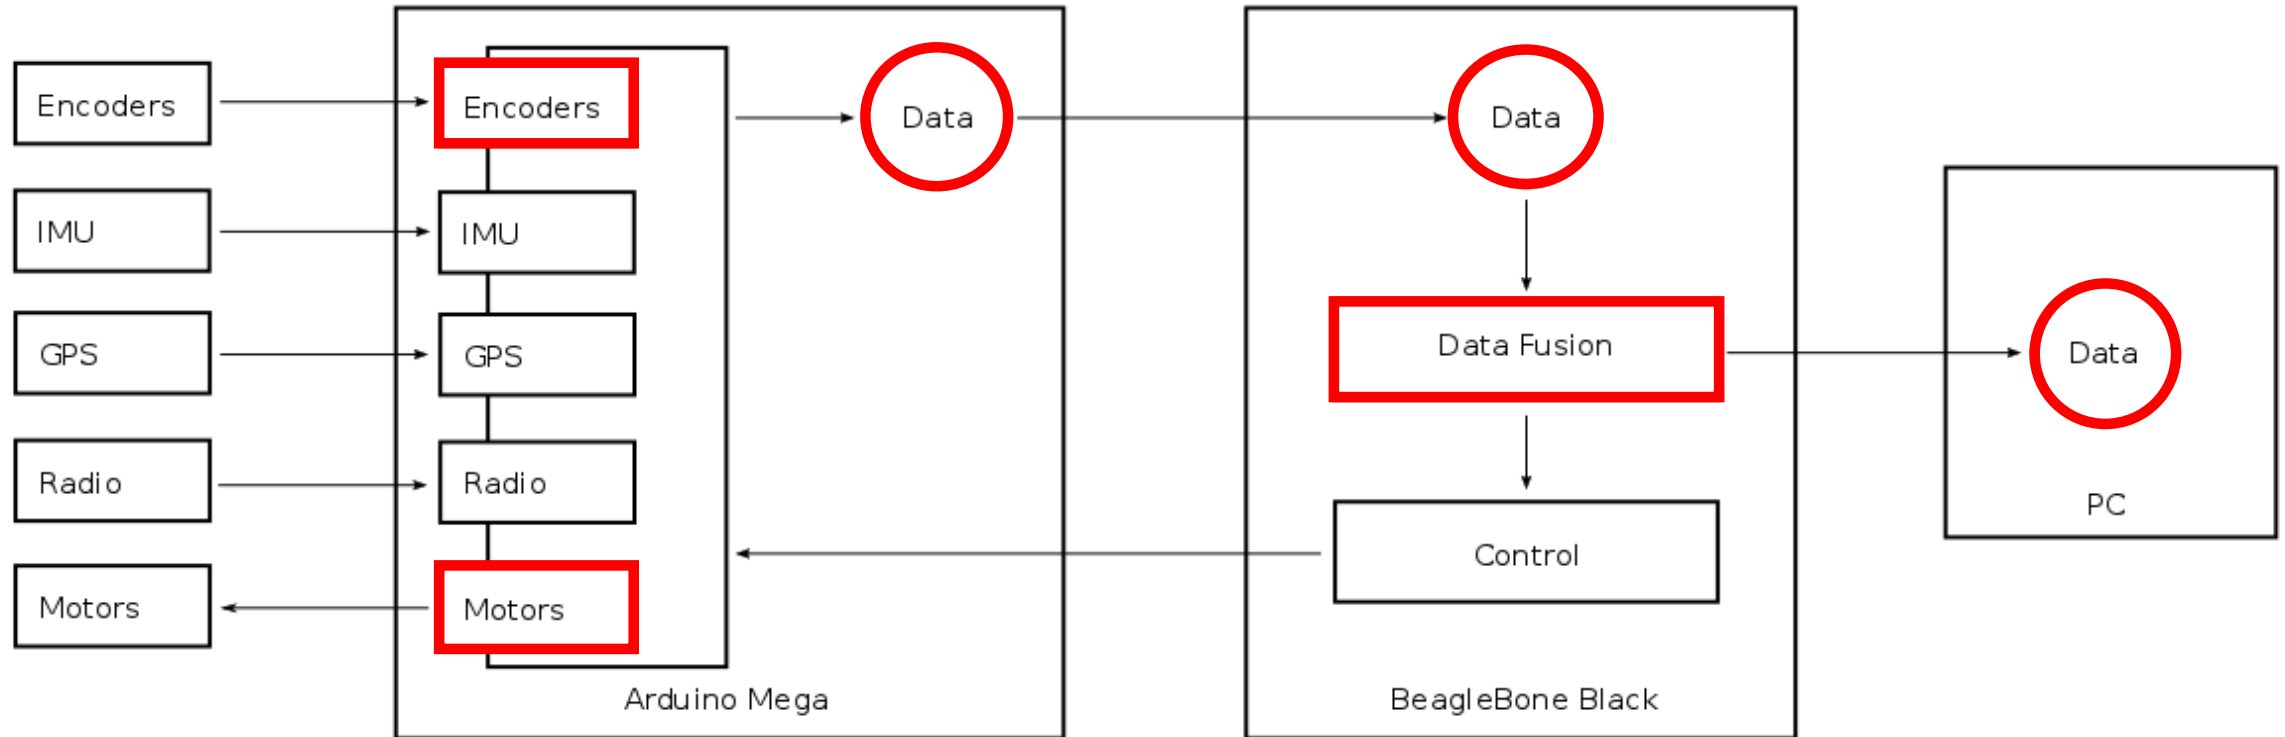 Encoders
IMU
GPS
Radio
Motors
Encoders
IMU
GPS
Radio
Motors
Data
Arduino Mega
Data
Data Fusion
Control
BeagleBone Black
Data
PC